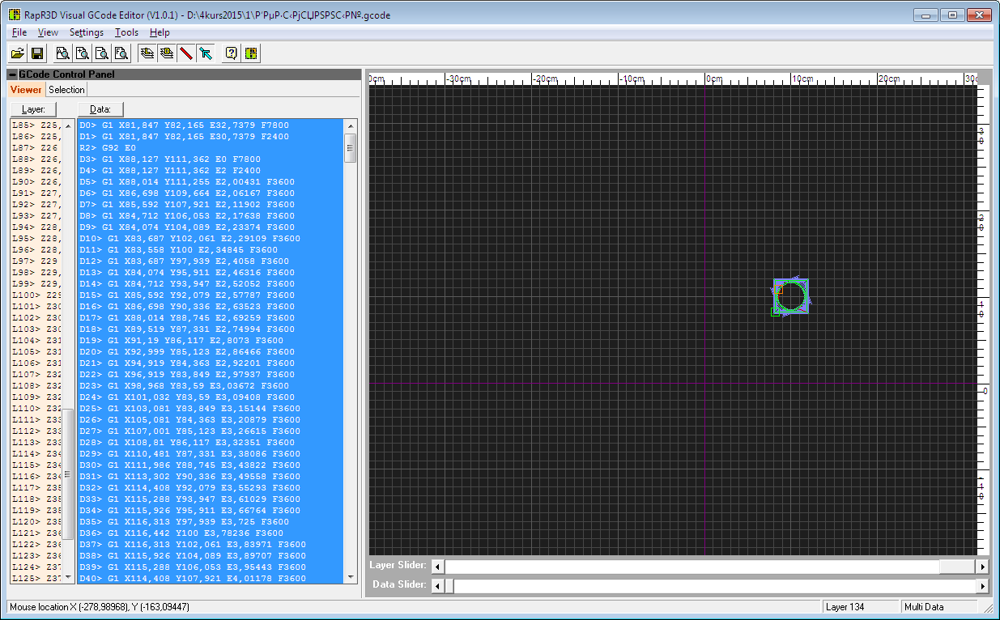 RapR3D Visual GCode Editor (V1.0.1) - D:\4kurs2015\1\Р'РµР·С‹РјСЏРЅРЅС‹Р№.gcode
File View Settings Tools Help
GCode Control Panel
Viewer Selection
Layer: Data:
L85> Z25,
L86> Z25,
L87> Z26
L88> Z26,
L89> Z26,
L90> Z26,
L91> Z27,
L92> Z27,
L93> Z27,
L94> Z28,
L95> Z28,
L96> Z28,
L97> Z29
L98> Z29,
L99> Z29,
L100> Z29
L101> Z30
L102> Z30
L103> Z30
L104> Z31
L105> Z31
L106> Z31
L107> Z32
L108> Z32
L109> Z32
L110> Z32
L111> Z33
L112> Z33
L113> Z33
L114> Z34
L115> Z34
L116> Z34
L117> Z35
L118> Z35
L119> Z35
L120> Z35
L121> Z36
L122> Z36
L123> Z36
L124> Z37
L125> Z37
D0> G1 X81,847 Y82,165 E32,7379 F7800
D1> G1 X81,847 Y82,165 E30,7379 F2400
R2> G92 E0
D3> G1 X88,127 Y111,362 E0 F7800
D4> G1 X88,127 Y111,362 E2 F2400
D5> G1 X88,014 Y111,255 E2,00431 F3600
D6> G1 X86,698 Y109,664 E2,06167 F3600
D7> G1 X85,592 Y107,921 E2,11902 F3600
D8> G1 X84,712 Y106,053 E2,17638 F3600
D9> G1 X84,074 Y104,089 E2,23374 F3600
D10> G1 X83,687 Y102,061 E2,29109 F3600
D11> G1 X83,558 Y100 E2,34845 F3600
D12> G1 X83,687 Y97,939 E2,4058 F3600
D13> G1 X84,074 Y95,911 E2,46316 F3600
D14> G1 X84,712 Y93,947 E2,52052 F3600
D15> G1 X85,592 Y92,079 E2,57787 F3600
D16> G1 X86,698 Y90,336 E2,63523 F3600
D17> G1 X88,014 Y88,745 E2,69259 F3600
D18> G1 X89,519 Y87,331 E2,74994 F3600
D19> G1 X91,19 Y86,117 E2,8073 F3600
D20> G1 X92,999 Y85,123 E2,86466 F3600
D21> G1 X94,919 Y84,363 E2,92201 F3600
D22> G1 X96,919 Y83,849 E2,97937 F3600
D23> G1 X98,968 Y83,59 E3,03672 F3600
D24> G1 X101,032 Y83,59 E3,09408 F3600
D25> G1 X103,081 Y83,849 E3,15144 F3600
D26> G1 X105,081 Y84,363 E3,20879 F3600
D27> G1 X107,001 Y85,123 E3,26615 F3600
D28> G1 X108,81 Y86,117 E3,32351 F3600
D29> G1 X110,481 Y87,331 E3,38086 F3600
D30> G1 X111,986 Y88,745 E3,43822 F3600
D31> G1 X113,302 Y90,336 E3,49558 F3600
D32> G1 X114,408 Y92,079 E3,55293 F3600
D33> G1 X115,288 Y93,947 E3,61029 F3600
D34> G1 X115,926 Y95,911 E3,66764 F3600
D35> G1 X116,313 Y97,939 E3,725 F3600
D36> G1 X116,442 Y100 E3,78236 F3600
D37> G1 X116,313 Y102,061 E3,83971 F3600
D38> G1 X115,926 Y104,089 E3,89707 F3600
D39> G1 X115,288 Y106,053 E3,95443 F3600
D40> G1 X114,408 Y107,921 E4,01178 F3600
-30cm -20cm -10cm 0cm 10cm 20cm
Layer Slider:
Data Slider:
Mouse location X (-278,98968), Y (-163,09447) Layer 134 Multi Data